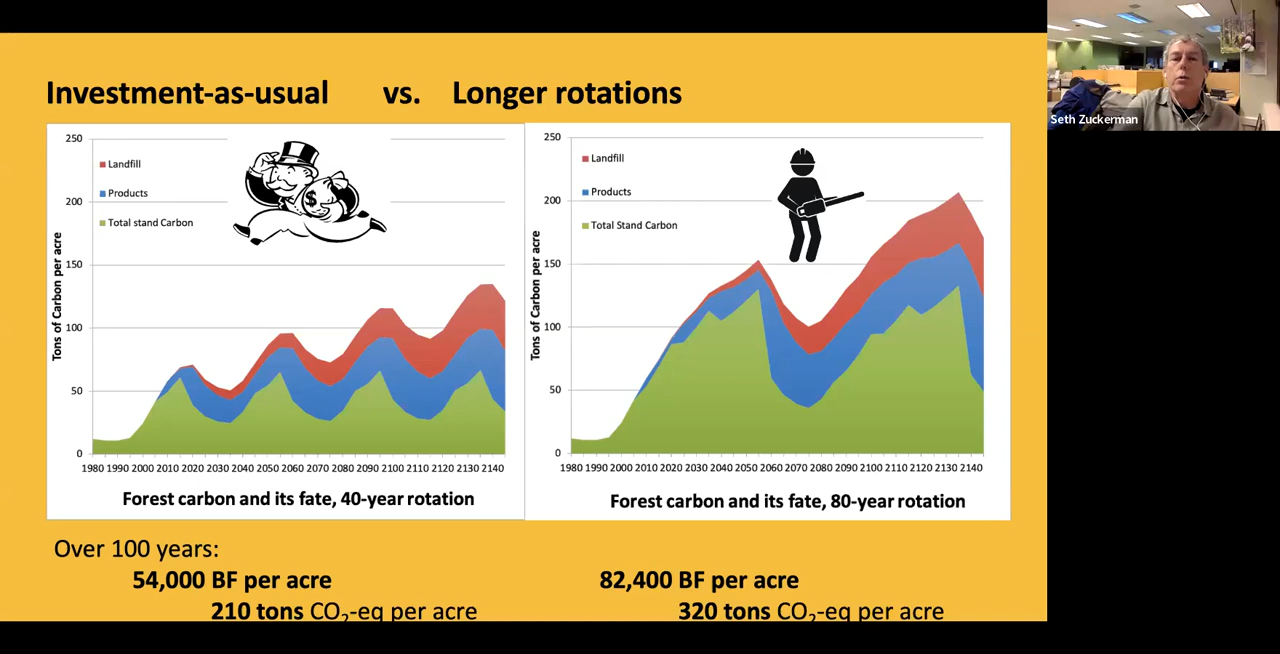 Investment-as-usual vs. Longer rotations
Seth Zuckerman
250
200
150
100
50
0
Tons of Carbon per acre
Landfill
Products
Total stand Carbon
$
1980 1990 2000 2010 2020 2030 2040 2050 2060 2070 2080 2090 2100 2110 2120 2130 2140
Forest carbon and its fate, 40-year rotation
250
200
150
100
50
0
Tons of Carbon per acre
Landfill
Products
Total Stand Carbon
1980 1990 2000 2010 2020 2030 2040 2050 2060 2070 2080 2090 2100 2110 2120 2130 2140
Forest carbon and its fate, 80-year rotation
Over 100 years:
54,000 BF per acre
210 tons CO₂-eq per acre
82,400 BF per acre
320 tons CO₂-eq per acre